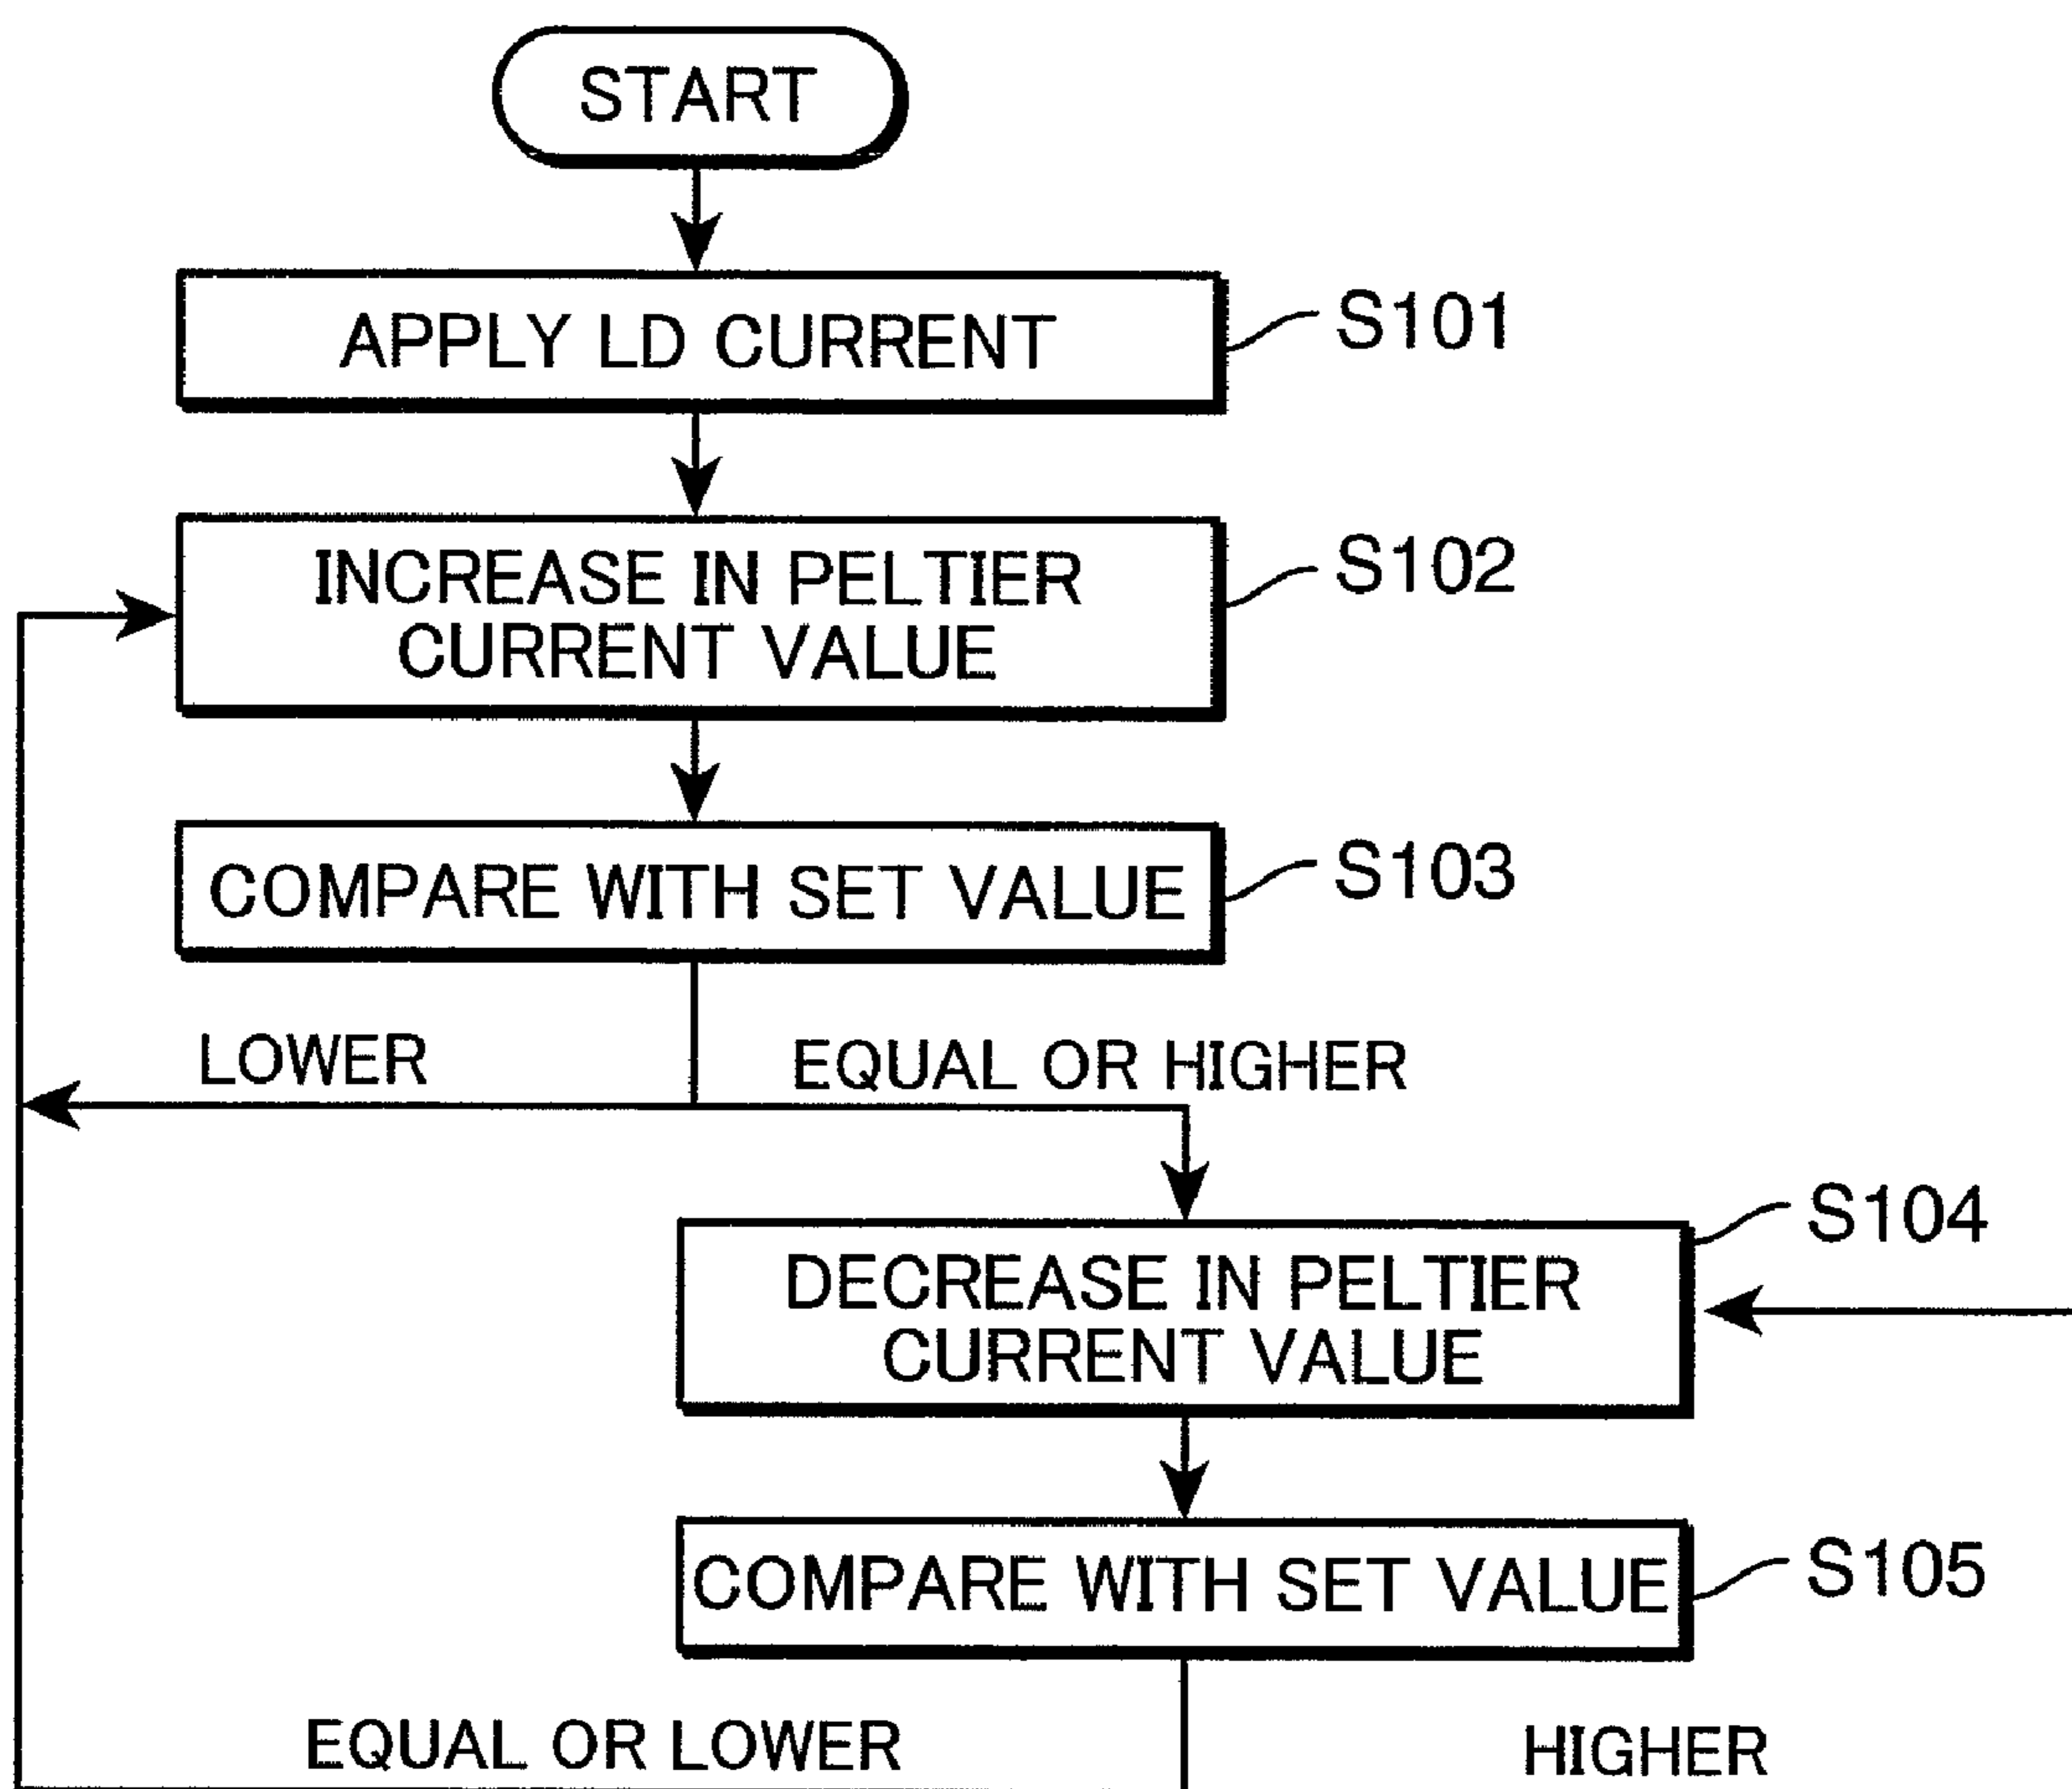 START
APPLY LD CURRENT
S101
INCREASE IN PELTIER
CURRENT VALUE
S102
COMPARE WITH SET VALUE
S103
LOWER
EQUAL OR HIGHER
DECREASE IN PELTIER
CURRENT VALUE
S104
COMPARE WITH SET VALUE
S105
EQUAL OR LOWER
HIGHER